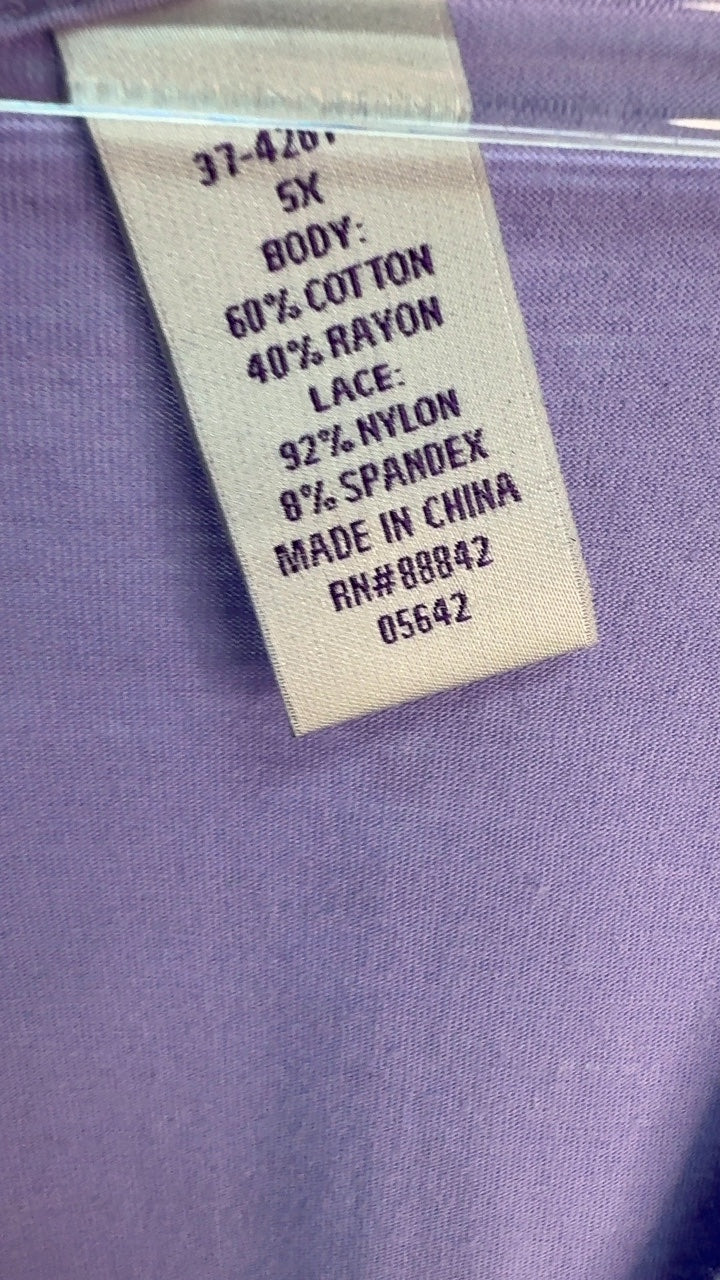 5X
BODY:
60% COTTON
40% RAYON
LACE:
92% NYLON
8% SPANDEX
MADE IN CHINA
RN#88842
05642